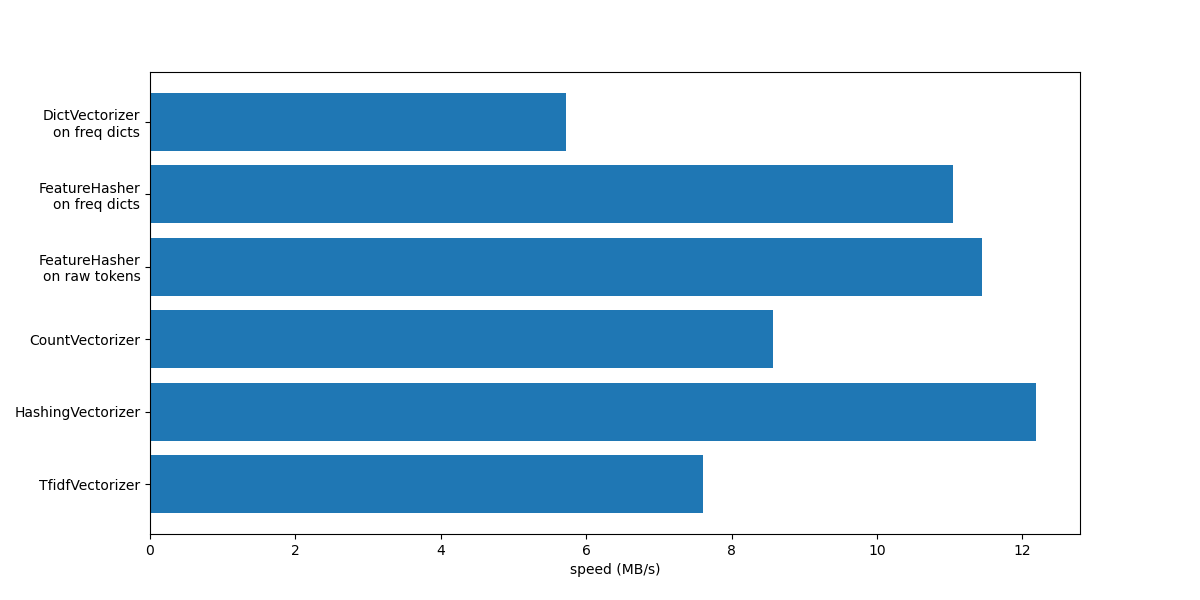 DictVectorizer
on freq dicts
FeatureHasher
on freq dicts
FeatureHasher
on raw tokens
CountVectorizer
HashingVectorizer
TfidfVectorizer
0 2 4 6 8 10 12
speed (MB/s)